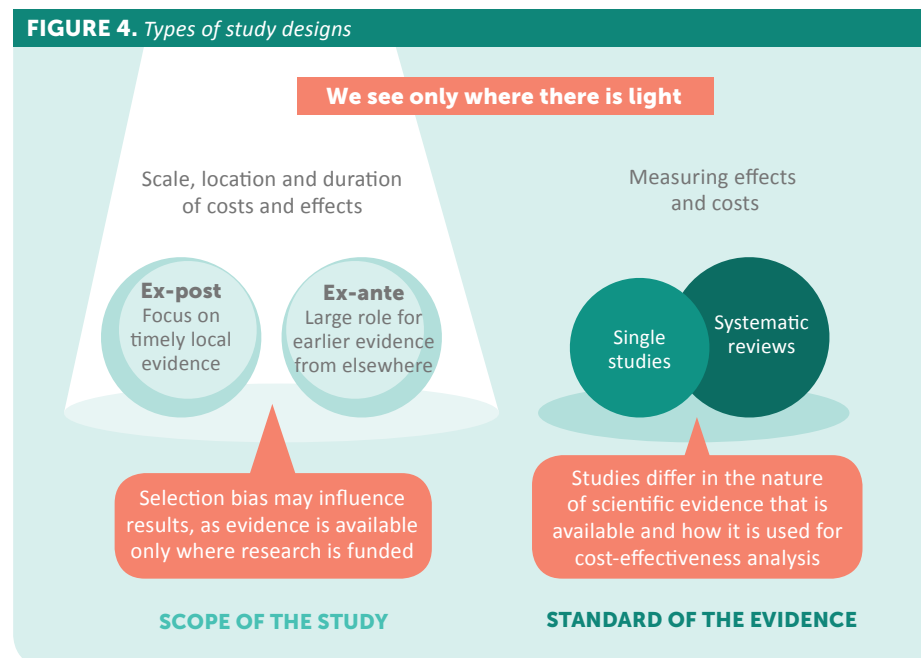 FIGURE 4. Types of study designs
We see only where there is light
Scale, location and duration
of costs and effects
Ex-post
Focus on
timely local
evidence
Ex-ante
Large role for
earlier evidence
from elsewhere
Selection bias may influence
results, as evidence is available
only where research is funded
SCOPE OF THE STUDY
Measuring effects
and costs
Single
studies
Systematic
reviews
Studies differ in the nature
of scientific evidence that is
available and how it is used for
cost-effectiveness analysis
STANDARD OF THE EVIDENCE